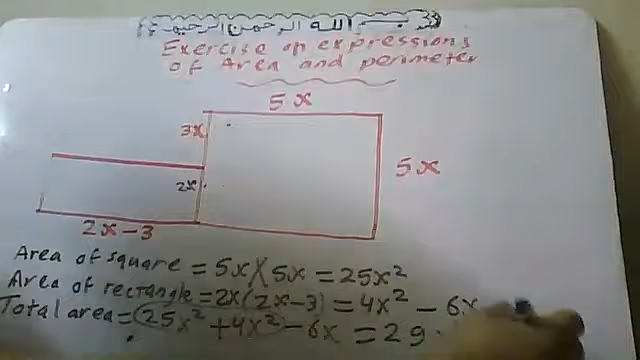 بسم الله الرحمن الرحيم
Exercise on expressions
of Area and perimeter
5x
3x
5x
2x
2x-3
Area of square = 5x X 5x = 25x²
Area of rectangle = 2x(2x-3) = 4x² - 6x
Total area = 25x² + 4x² - 6x = 29